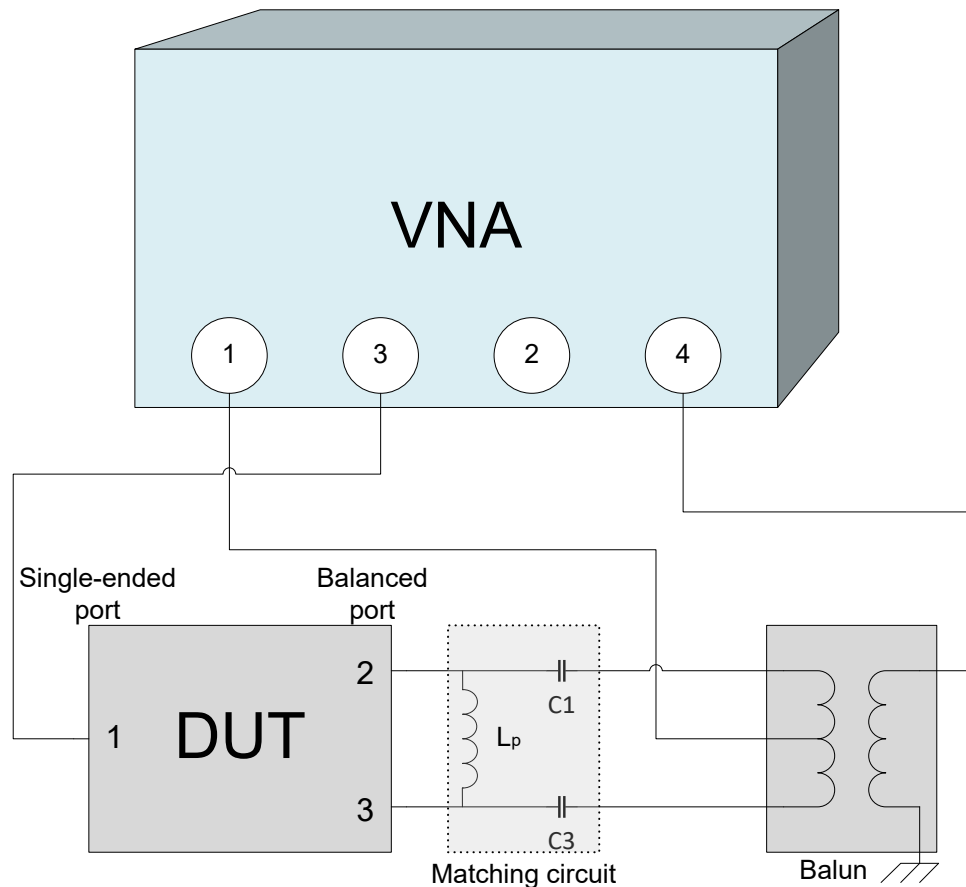 VNA
1
3
2
4
Single-ended
port
Balanced
port
1
DUT
2
3
C1
Lp
C3
Matching circuit
Balun